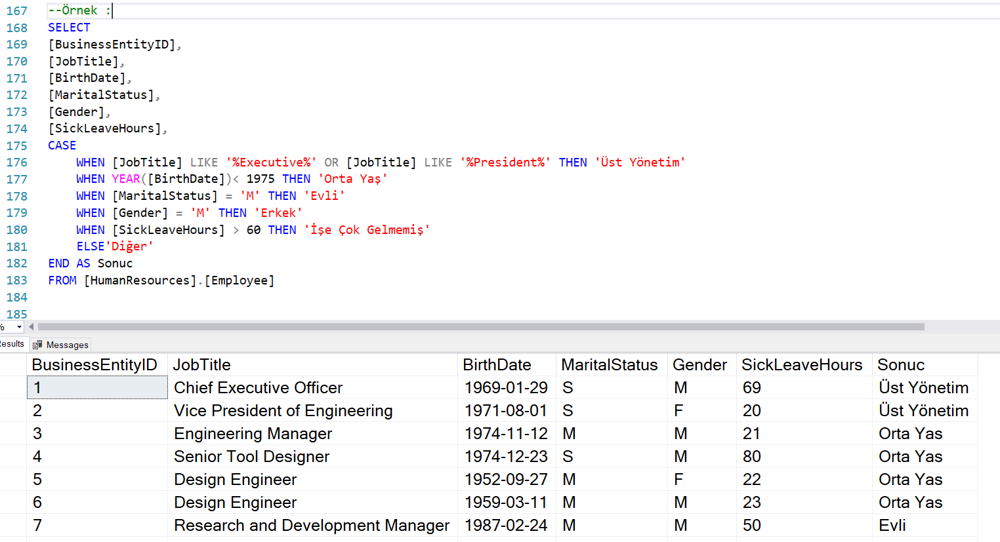 167 --Örnek :
168 SELECT
169 [BusinessEntityID],
170 [JobTitle],
171 [BirthDate],
172 [MaritalStatus],
173 [Gender],
174 [SickLeaveHours],
175 CASE
176 WHEN [JobTitle] LIKE '%Executive%' OR [JobTitle] LIKE '%President%' THEN 'Üst Yönetim'
177 WHEN YEAR([BirthDate])< 1975 THEN 'Orta Yaş'
178 WHEN [MaritalStatus] = 'M' THEN 'Evli'
179 WHEN [Gender] = 'M' THEN 'Erkek'
180 WHEN [SickLeaveHours] > 60 THEN 'İşe Çok Gelmemiş'
181 ELSE'Diğer'
182 END AS Sonuc
183 FROM [HumanResources].[Employee]
184
185
%
Results Messages
BusinessEntityID JobTitle BirthDate MaritalStatus Gender SickLeaveHours Sonuc
1 Chief Executive Officer 1969-01-29 S M 69 Üst Yönetim
2 Vice President of Engineering 1971-08-01 S F 20 Üst Yönetim
3 Engineering Manager 1974-11-12 M M 21 Orta Yas
4 Senior Tool Designer 1974-12-23 S M 80 Orta Yas
5 Design Engineer 1952-09-27 M F 22 Orta Yas
6 Design Engineer 1959-03-11 M M 23 Orta Yas
7 Research and Development Manager 1987-02-24 M M 50 Evli